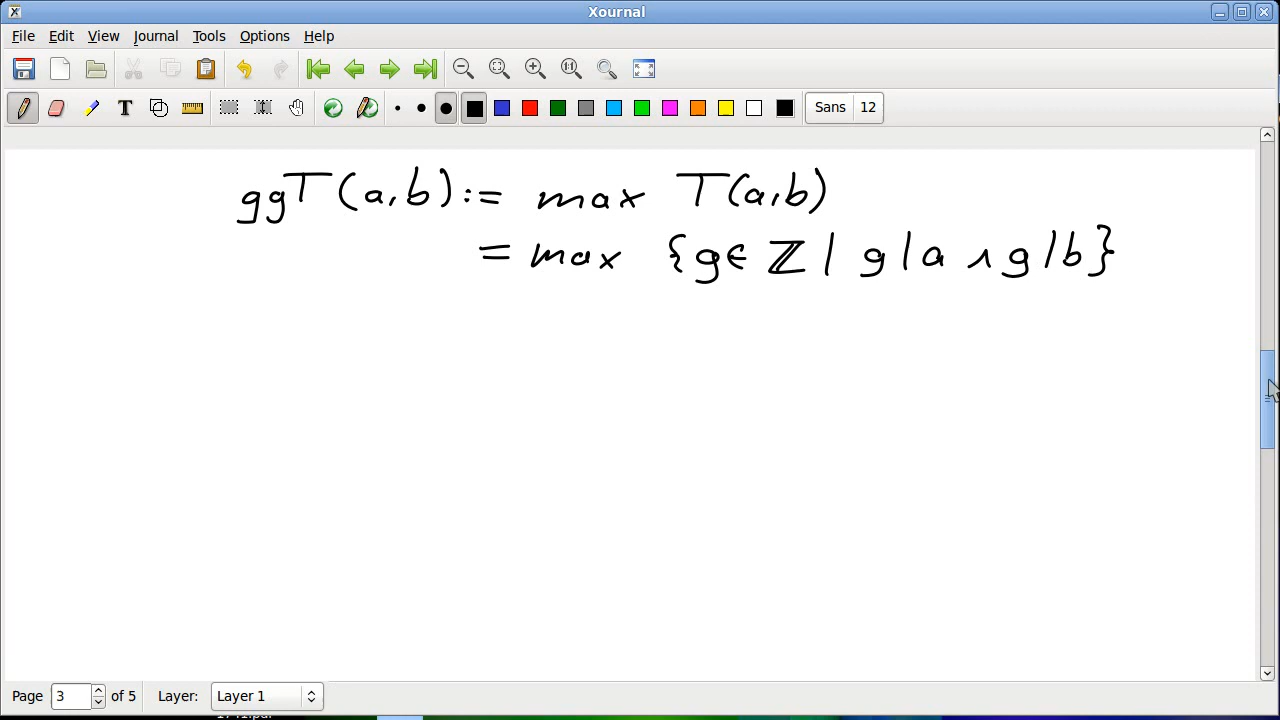 Xournal
File Edit View Journal Tools Options Help
Sans 12
ggT(a,b) := max T(a,b)
= max {g∈ ℤ | g|a ∧ g|b}
Page 3 of 5 Layer: Layer 1